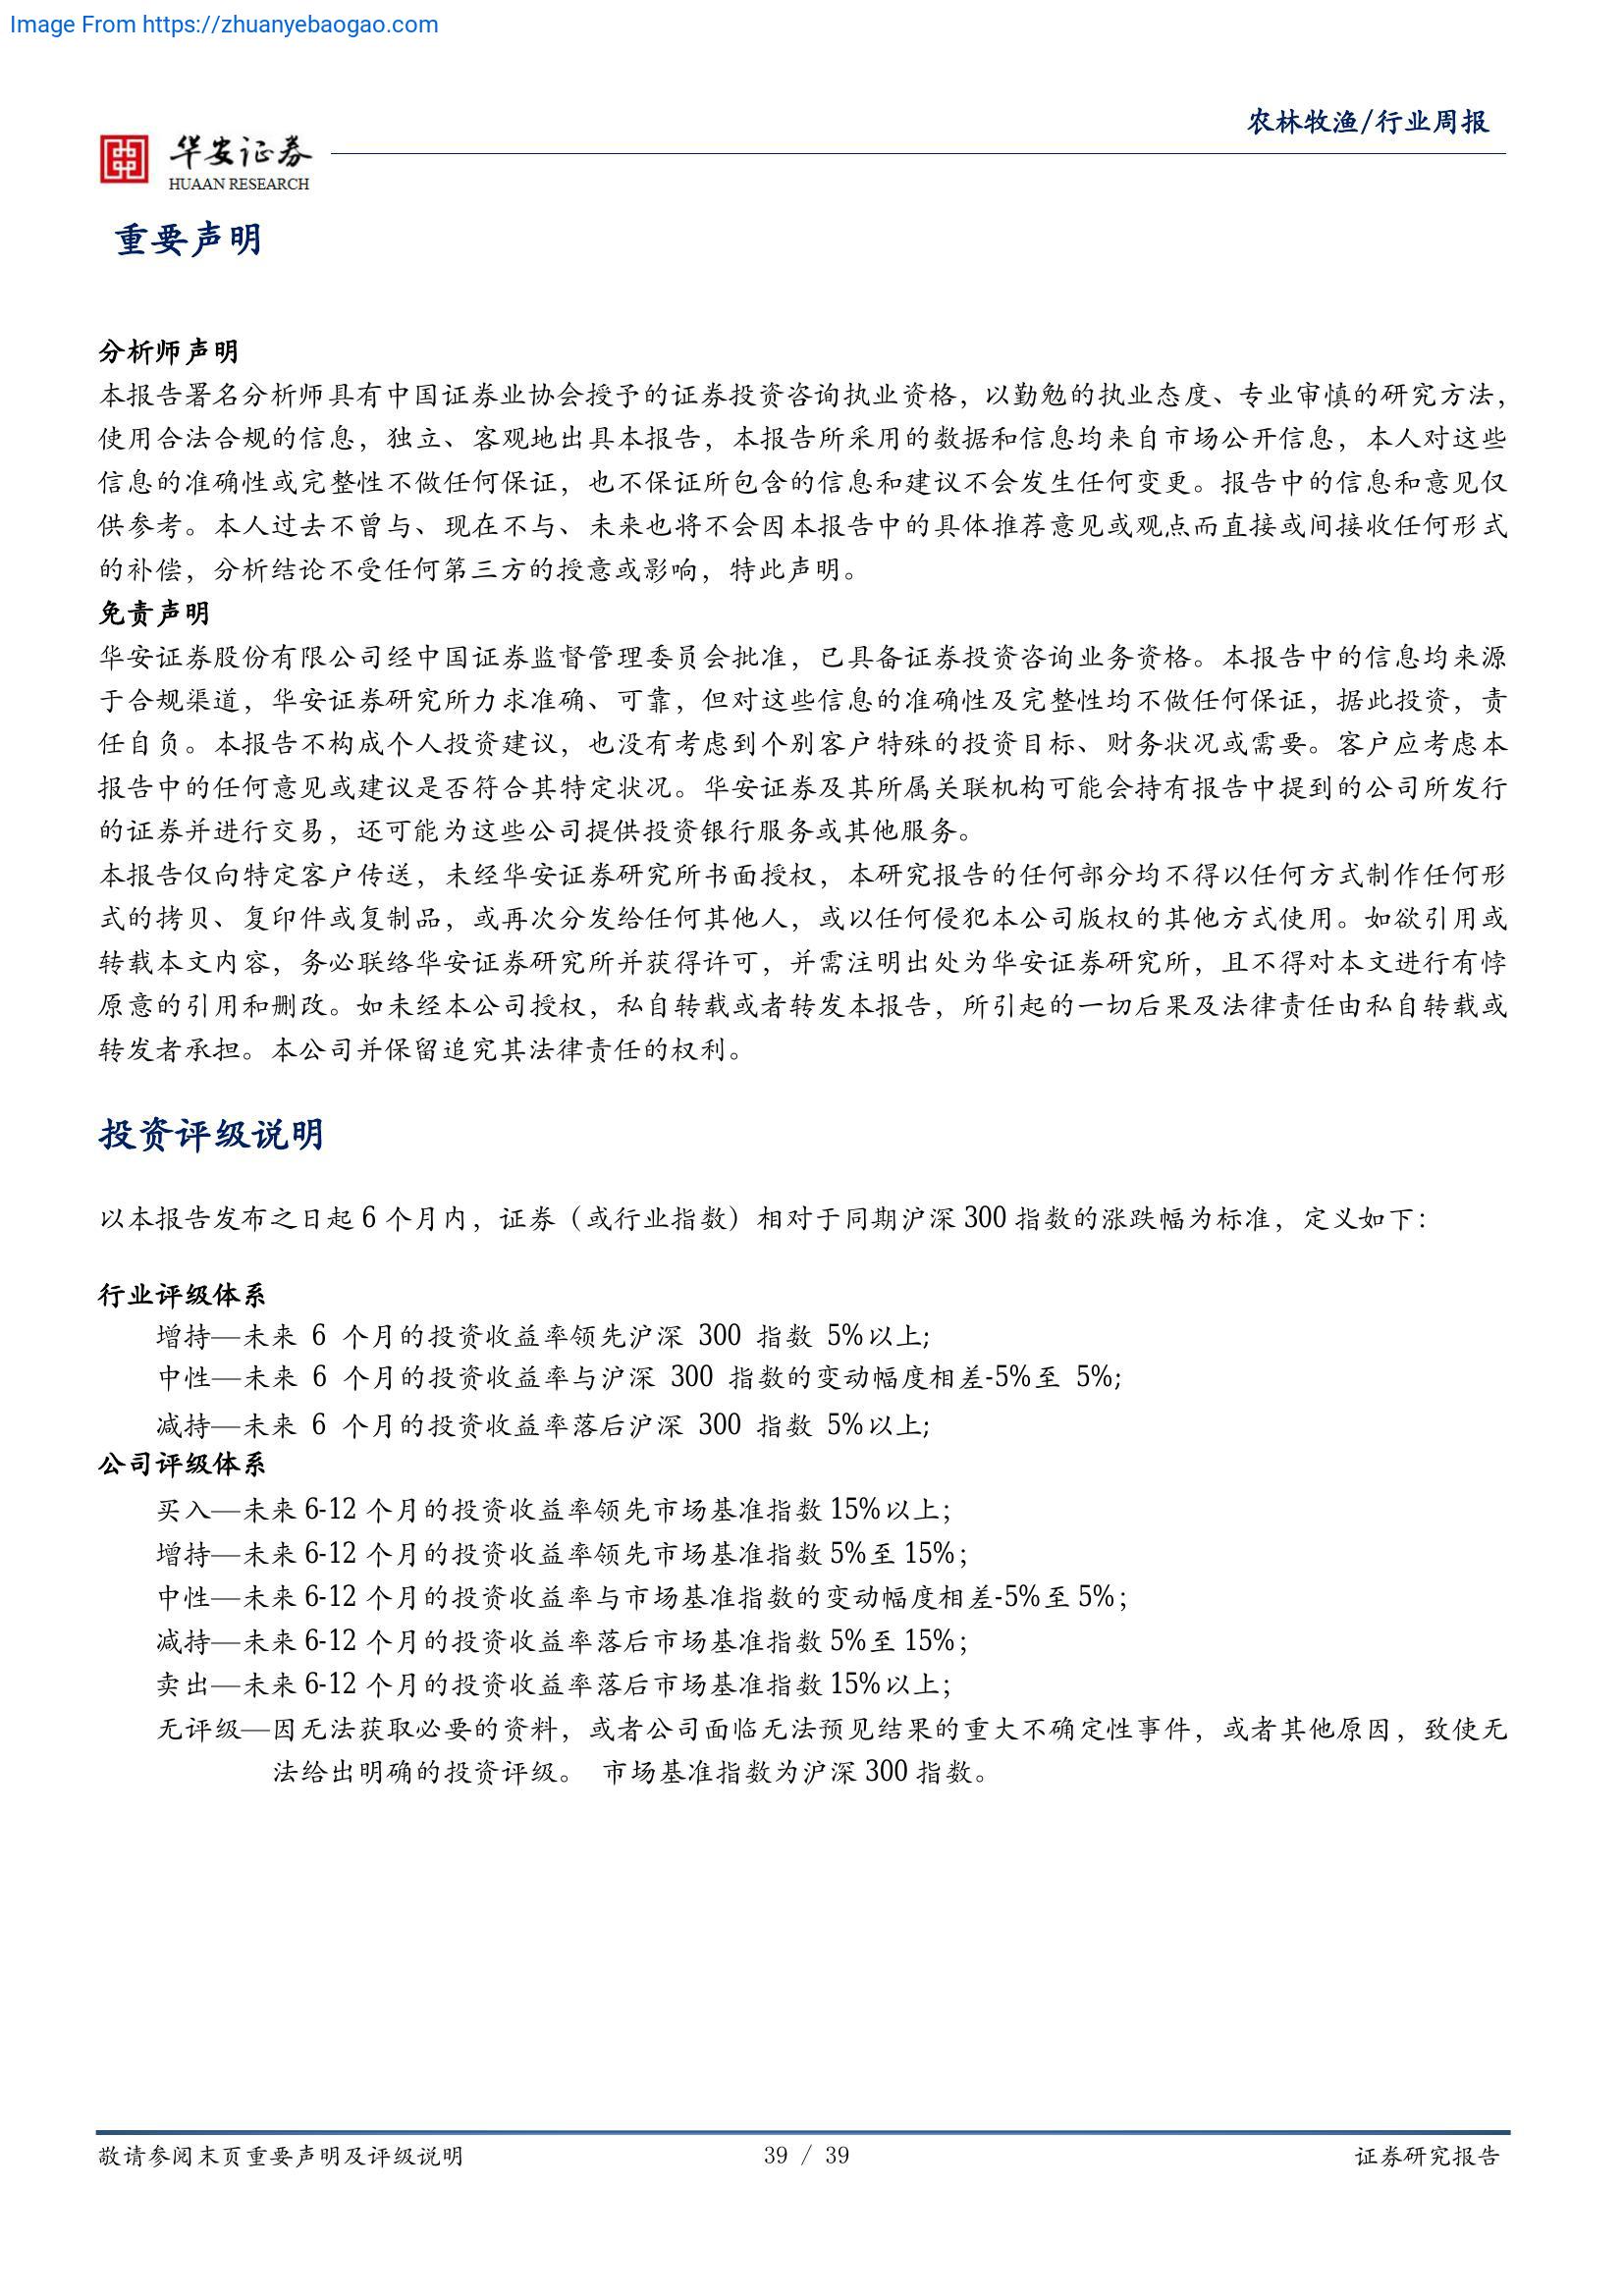 Image From https://zhuanyebaogao.com
农林牧渔/行业周报
华安证券
HUAAN RESEARCH
重要声明
分析师声明
本报告署名分析师具有中国证券业协会授予的证券投资咨询执业资格，以勤勉的执业态度、专业审慎的研究方法，
使用合法合规的信息，独立、客观地出具本报告，本报告所采用的数据和信息均来自市场公开信息，本人对这些
信息的准确性或完整性不做任何保证，也不保证所包含的信息和建议不会发生任何变更。报告中的信息和意见仅
供参考。本人过去不曾与、现在不与、未来也将不会因本报告中的具体推荐意见或观点而直接或间接收任何形式
的补偿，分析结论不受任何第三方的授意或影响，特此声明。
免责声明
华安证券股份有限公司经中国证券监督管理委员会批准，已具备证券投资咨询业务资格。本报告中的信息均来源
于合规渠道，华安证券研究所力求准确、可靠，但对这些信息的准确性及完整性均不做任何保证，据此投资，责
任自负。本报告不构成个人投资建议，也没有考虑到个别客户特殊的投资目标、财务状况或需要。客户应考虑本
报告中的任何意见或建议是否符合其特定状况。华安证券及其所属关联机构可能会持有报告中提到的公司所发行
的证券并进行交易，还可能为这些公司提供投资银行服务或其他服务。
本报告仅向特定客户传送，未经华安证券研究所书面授权，本研究报告的任何部分均不得以任何方式制作任何形
式的拷贝、复印件或复制品，或再次分发给任何其他人，或以任何侵犯本公司版权的其他方式使用。如欲引用或
转载本文内容，务必联络华安证券研究所并获得许可，并需注明出处为华安证券研究所，且不得对本文进行有悖
原意的引用和删改。如未经本公司授权，私自转载或者转发本报告，所引起的一切后果及法律责任由私自转载或
转发者承担。本公司并保留追究其法律责任的权利。
投资评级说明
以本报告发布之日起 6 个月内，证券（或行业指数）相对于同期沪深 300 指数的涨跌幅为标准，定义如下：
行业评级体系
增持—未来 6 个月的投资收益率领先沪深 300 指数 5%以上;
中性—未来 6 个月的投资收益率与沪深 300 指数的变动幅度相差-5%至 5%;
减持—未来 6 个月的投资收益率落后沪深 300 指数 5%以上;
公司评级体系
买入—未来 6-12 个月的投资收益率领先市场基准指数 15%以上；
增持—未来 6-12 个月的投资收益率领先市场基准指数 5%至 15%；
中性—未来 6-12 个月的投资收益率与市场基准指数的变动幅度相差-5%至 5%；
减持—未来 6-12 个月的投资收益率落后市场基准指数 5%至 15%；
卖出—未来 6-12 个月的投资收益率落后市场基准指数 15%以上；
无评级—因无法获取必要的资料，或者公司面临无法预见结果的重大不确定性事件，或者其他原因，致使无
法给出明确的投资评级。 市场基准指数为沪深 300 指数。
敬请参阅末页重要声明及评级说明
39 / 39
证券研究报告